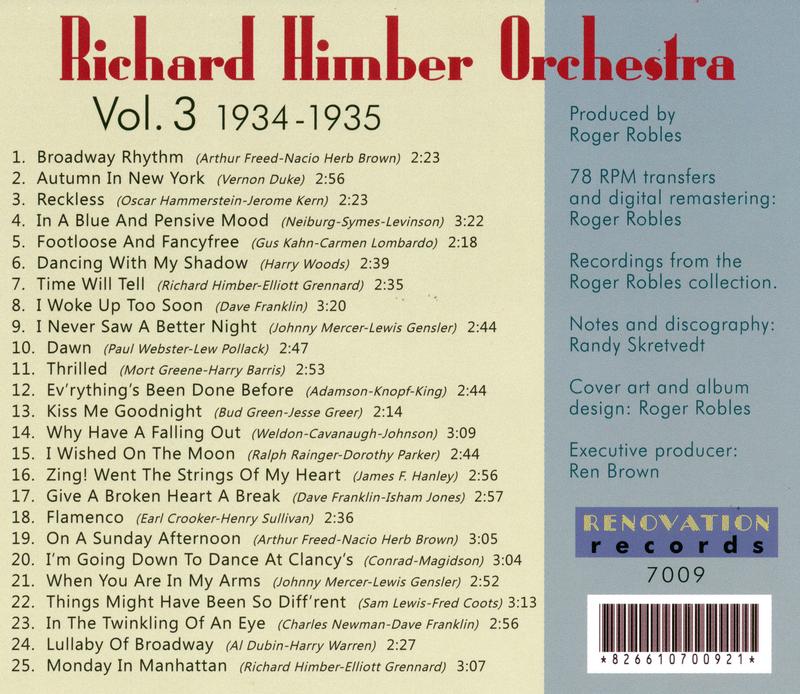 Richard Himber Orchestra
Vol. 3 1934-1935
1. Broadway Rhythm (Arthur Freed-Nacio Herb Brown) 2:23
2. Autumn In New York (Vernon Duke) 2:56
3. Reckless (Oscar Hammerstein-Jerome Kern) 2:23
4. In A Blue And Pensive Mood (Neiburg-Symes-Levinson) 3:22
5. Footloose And Fancyfree (Gus Kahn-Carmen Lombardo) 2:18
6. Dancing With My Shadow (Harry Woods) 2:39
7. Time Will Tell (Richard Himber-Elliott Grennard) 2:35
8. I Woke Up Too Soon (Dave Franklin) 3:20
9. I Never Saw A Better Night (Johnny Mercer-Lewis Gensler) 2:44
10. Dawn (Paul Webster-Lew Pollack) 2:47
11. Thrilled (Mort Greene-Harry Barris) 2:53
12. Ev'rything's Been Done Before (Adamson-Knopf-King) 2:44
13. Kiss Me Goodnight (Bud Green-Jesse Greer) 2:14
14. Why Have A Falling Out (Weldon-Cavanaugh-Johnson) 3:09
15. I Wished On The Moon (Ralph Rainger-Dorothy Parker) 2:44
16. Zing! Went The Strings Of My Heart (James F. Hanley) 2:56
17. Give A Broken Heart A Break (Dave Franklin-Isham Jones) 2:57
18. Flamenco (Earl Crooker-Henry Sullivan) 2:36
19. On A Sunday Afternoon (Arthur Freed-Nacio Herb Brown) 3:05
20. I'm Going Down To Dance At Clancy's (Conrad-Magidson) 3:04
21. When You Are In My Arms (Johnny Mercer-Lewis Gensler) 2:52
22. Things Might Have Been So Diff'rent (Sam Lewis-Fred Coots) 3:13
23. In The Twinkling Of An Eye (Charles Newman-Dave Franklin) 2:56
24. Lullaby Of Broadway (Al Dubin-Harry Warren) 2:27
25. Monday In Manhattan (Richard Himber-Elliott Grennard) 3:07
Produced by
Roger Robles
78 RPM transfers
and digital remastering:
Roger Robles
Recordings from the
Roger Robles collection.
Notes and discography:
Randy Skretvedt
Cover art and album
design: Roger Robles
Executive producer:
Ren Brown
RENOVATION
records
7009
*826610700921*